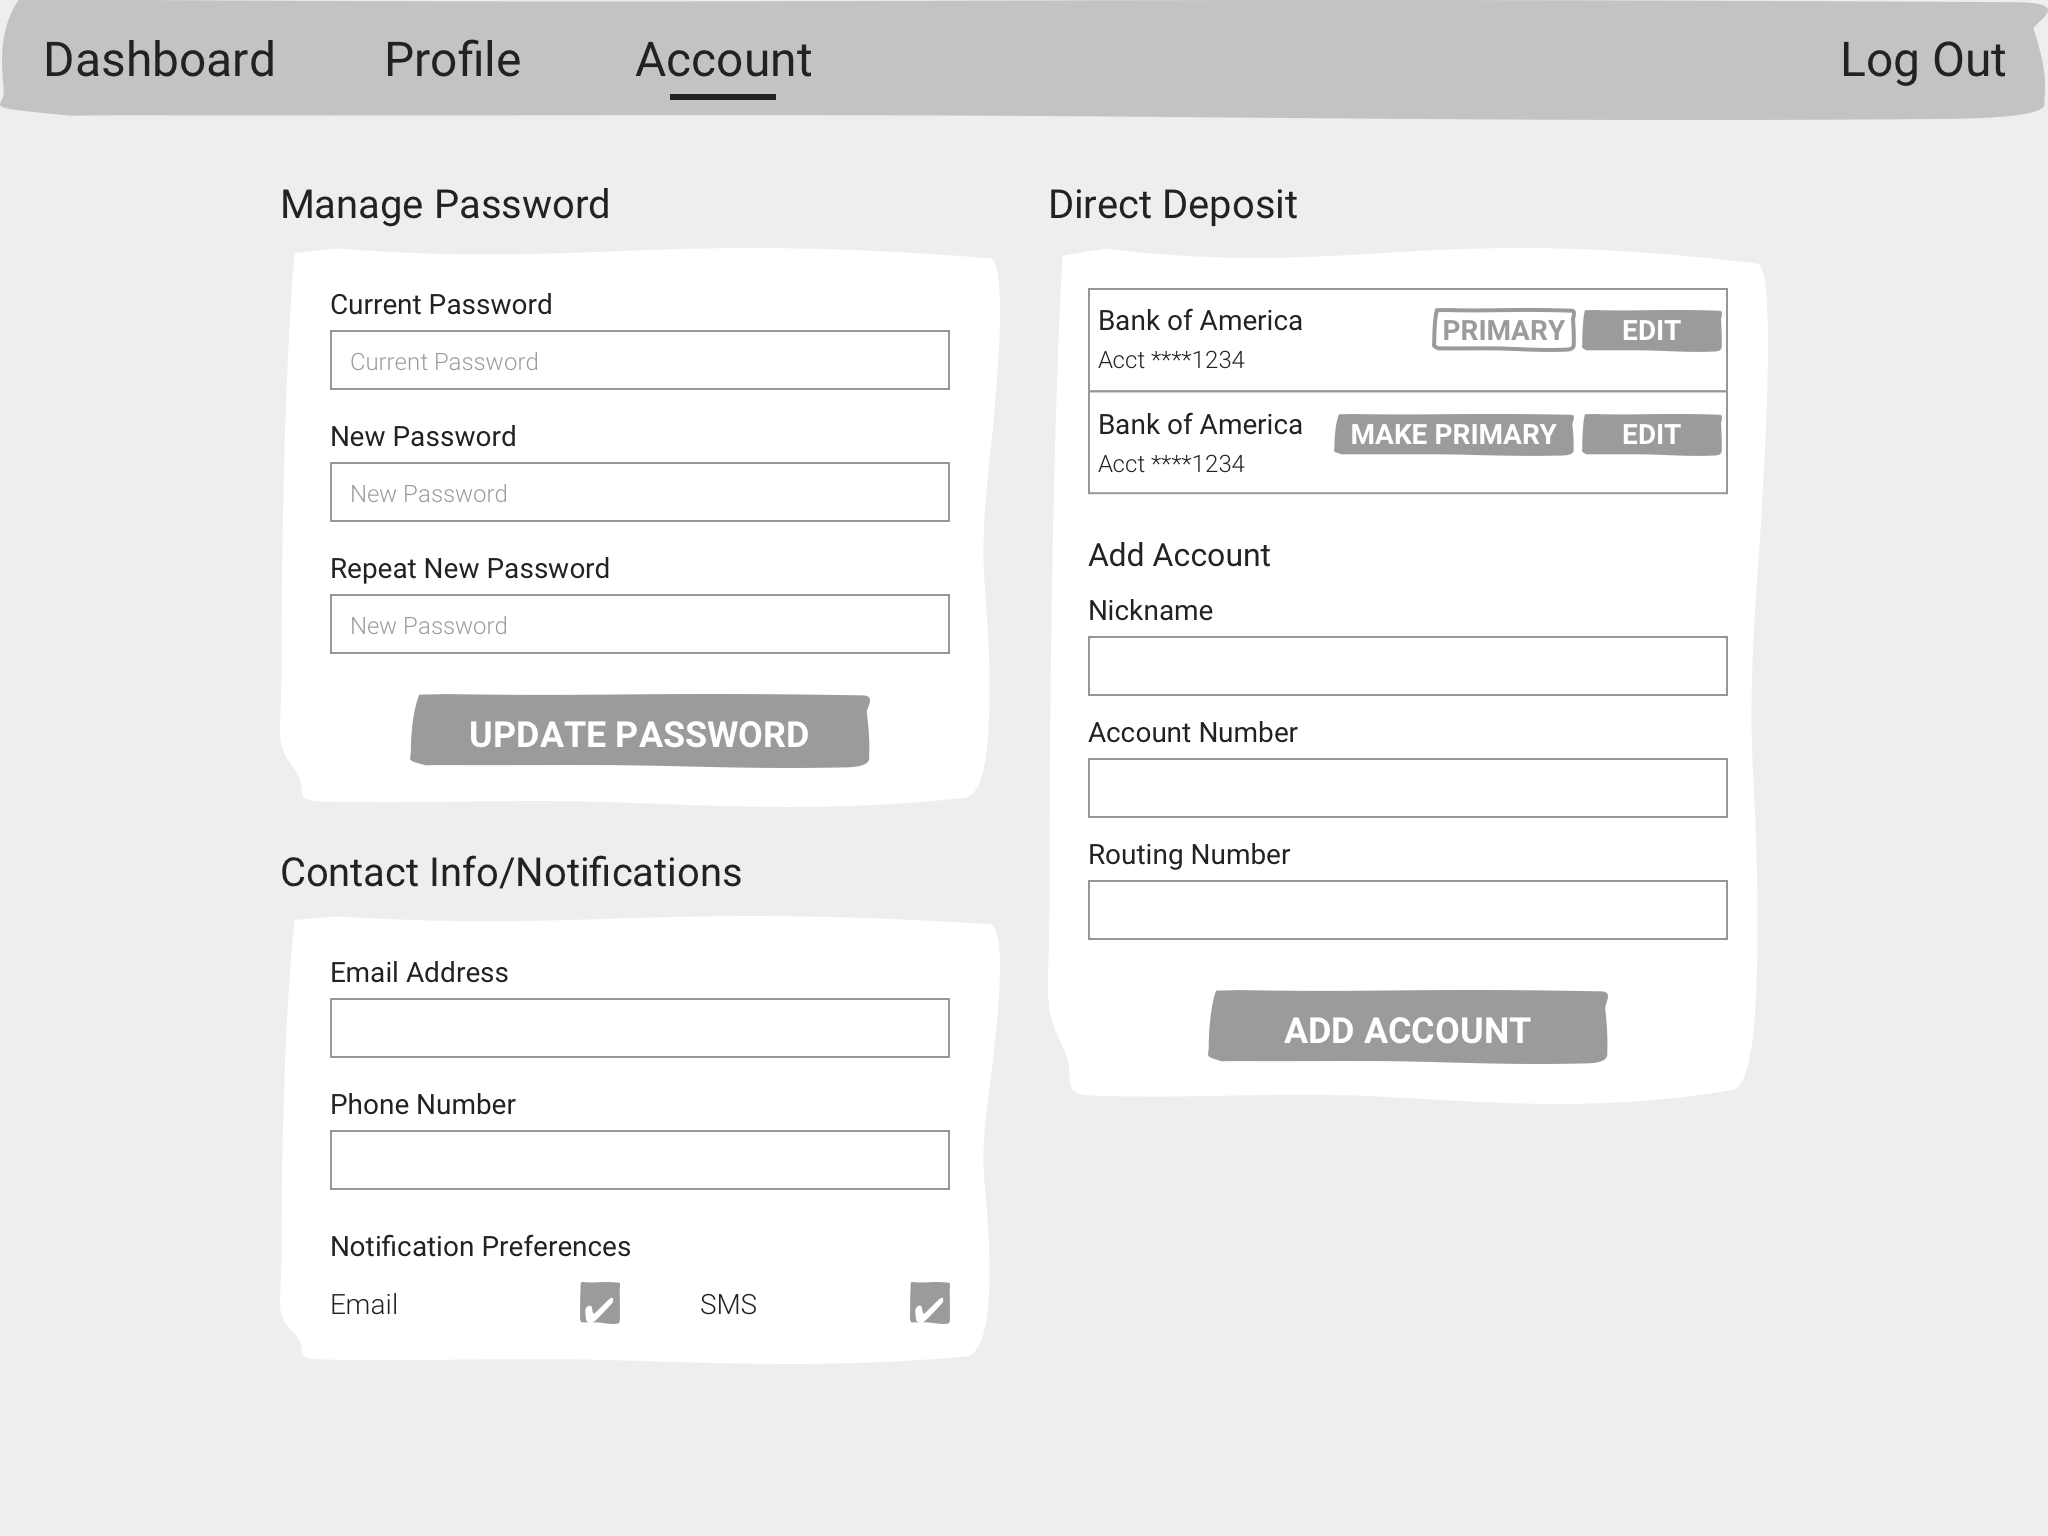 Dashboard
Profile
Account
Log Out
Manage Password
Current Password
Current Password
New Password
New Password
Repeat New Password
New Password
UPDATE PASSWORD
Contact Info/Notifications
Email Address
Phone Number
Notification Preferences
Email
SMS
Direct Deposit
Bank of America
PRIMARY
EDIT
Acct ****1234
Bank of America
MAKE PRIMARY
EDIT
Acct ****1234
Add Account
Nickname
Account Number
Routing Number
ADD ACCOUNT